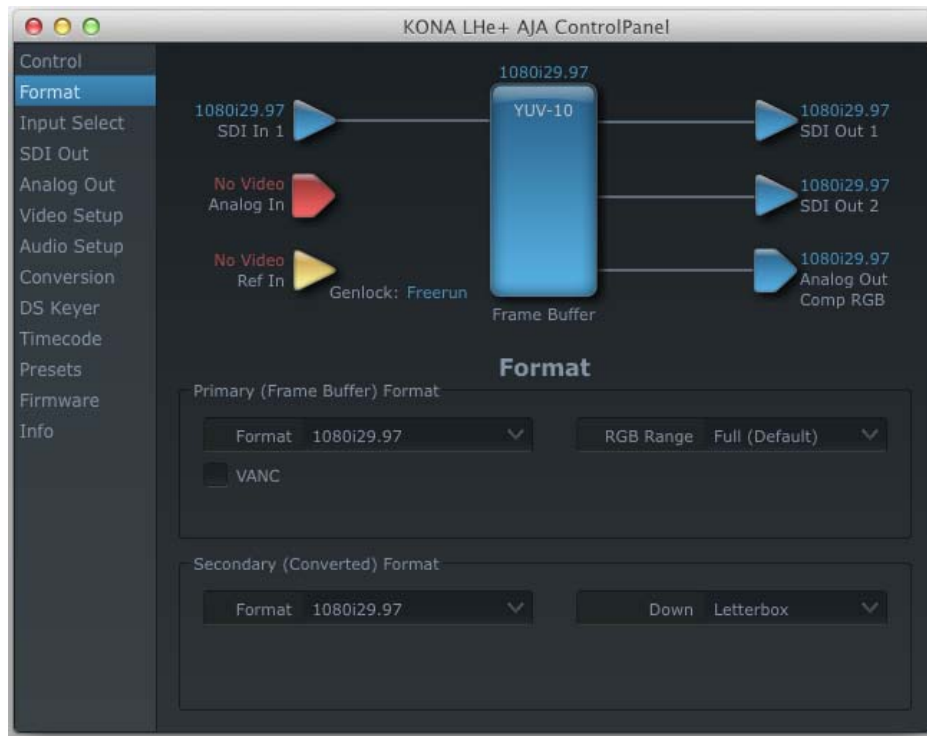 KONA LHe+ AJA ControlPanel
Control
Format
Input Select
SDI Out
Analog Out
Video Setup
Audio Setup
Conversion
DS Keyer
Timecode
Presets
Firmware
Info
1080i29.97
YUV-10
Frame Buffer
1080i29.97
SDI In 1
No Video
Analog In
No Video
Ref In
Genlock: Freerun
1080i29.97
SDI Out 1
1080i29.97
SDI Out 2
1080i29.97
Analog Out
Comp RGB
Format
Primary (Frame Buffer) Format
Format 1080i29.97
RGB Range Full (Default)
VANC
Secondary (Converted) Format
Format 1080i29.97
Down Letterbox